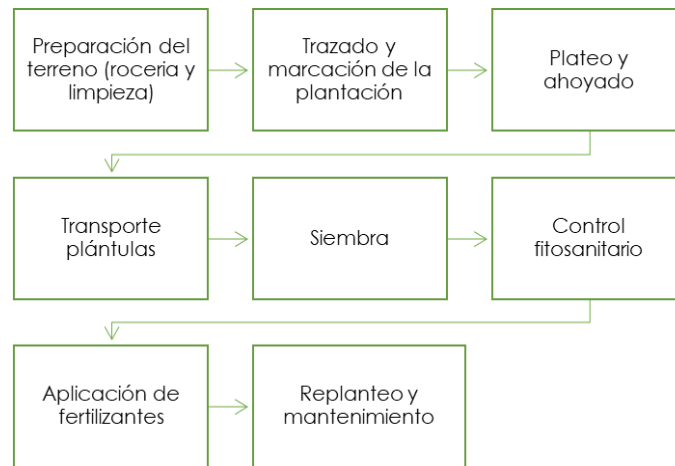 Preparación del
terreno (roceria y
limpieza)
Trazado y
marcación de la
plantación
Plateo y
ahoyado
Transporte
plántulas
Siembra
Control
fitosanitario
Aplicación de
fertilizantes
Replanteo y
mantenimiento